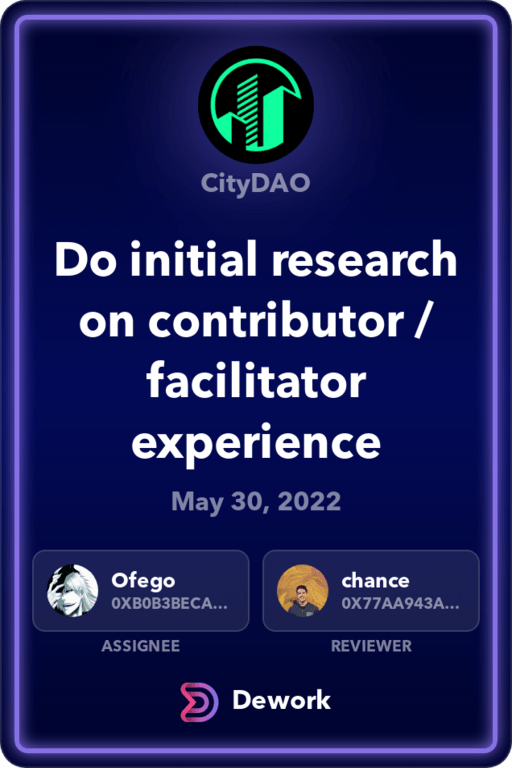 CityDAO
Do initial research
on contributor /
facilitator
experience
May 30, 2022
Ofego
0XB0B3BECA...
ASSIGNEE
chance
0X77AA943A...
REVIEWER
Dework